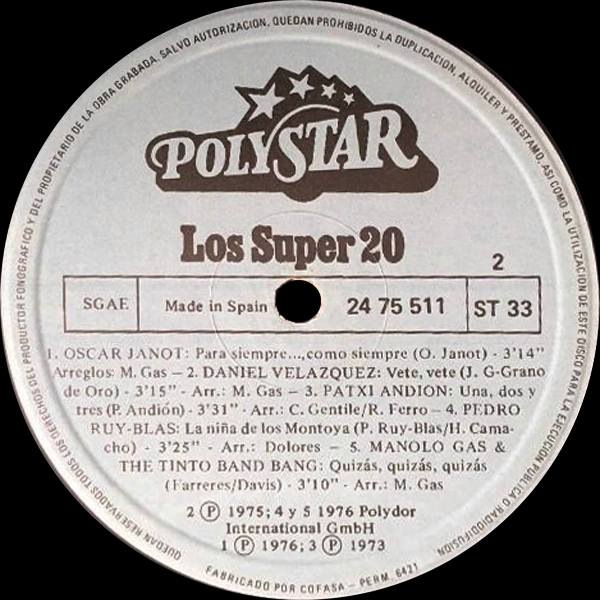 QUEDAN RESERVADOS TODOS LOS DERECHOS DEL PRODUCTOR FONOGRAFICO Y DEL PROPIETARIO DE LA OBRA GRABADA. SALVO AUTORIZACION, QUEDAN PROHIBIDOS LA DUPLICACION, ALQUILER Y PRESTAMO, ASI COMO LA UTILIZACION DE ESTE DISCO PARA LA EJECUCION PUBLICA O RADIODIFUSION.
POLYSTAR
Los Super 20
2
SGAE Made in Spain 24 75 511 ST 33
1. OSCAR JANOT: Para siempre..., como siempre (O. Janot) - 3'14"
Arreglos: M. Gas – 2. DANIEL VELAZQUEZ: Vete, vete (J. G-Grano
de Oro) - 3'15" - Arr.: M. Gas – 3. PATXI ANDION: Una, dos y
tres (P. Andión) - 3'31" - Arr.: C. Gentile/R. Ferro – 4. PEDRO
RUY-BLAS: La niña de los Montoya (P. Ruy-Blas/H. Cama-
cho) - 3'25" - Arr.: Dolores – 5. MANOLO GAS &
THE TINTO BAND BANG: Quizás, quizás, quizás
(Farreres/Davis) - 3'10" - Arr.: M. Gas
2 Ⓟ 1975; 4 y 5 1976 Polydor
International GmbH
1 Ⓟ 1976; 3 Ⓟ 1973
FABRICADO POR COFASA – PERM. 6421